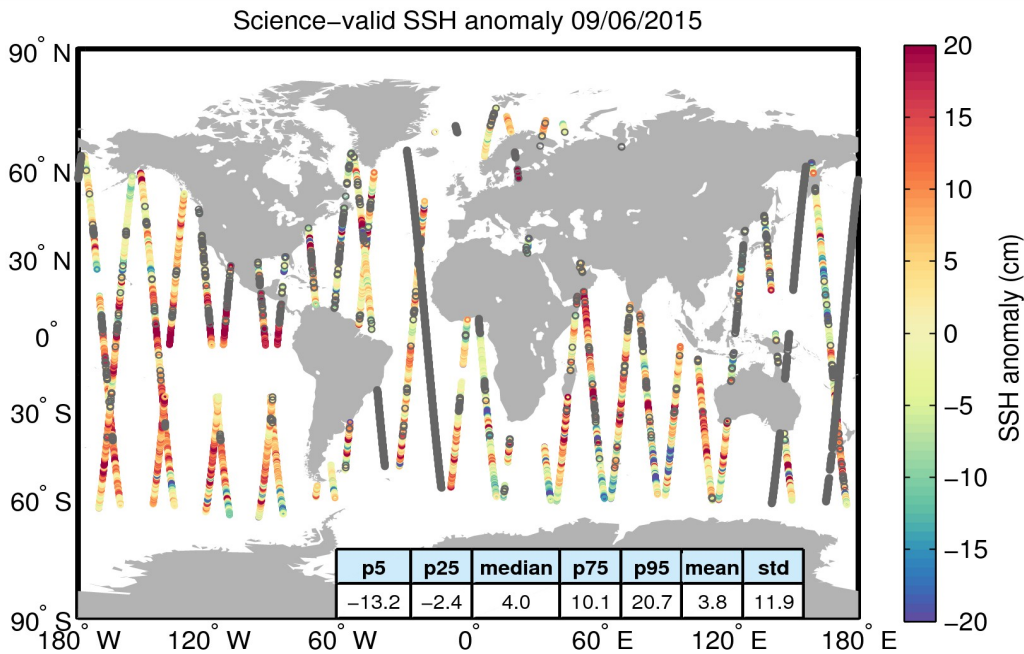 Science−valid SSH anomaly 09/06/2015
90° N
60° N
30° N
0°
30° S
60° S
90° S
180° W
120° W
60° W
0°
60° E
120° E
180° E
p5 p25 median p75 p95 mean std
−13.2 −2.4 4.0 10.1 20.7 3.8 11.9
20
15
10
5
0
−5
−10
−15
−20
SSH anomaly (cm)